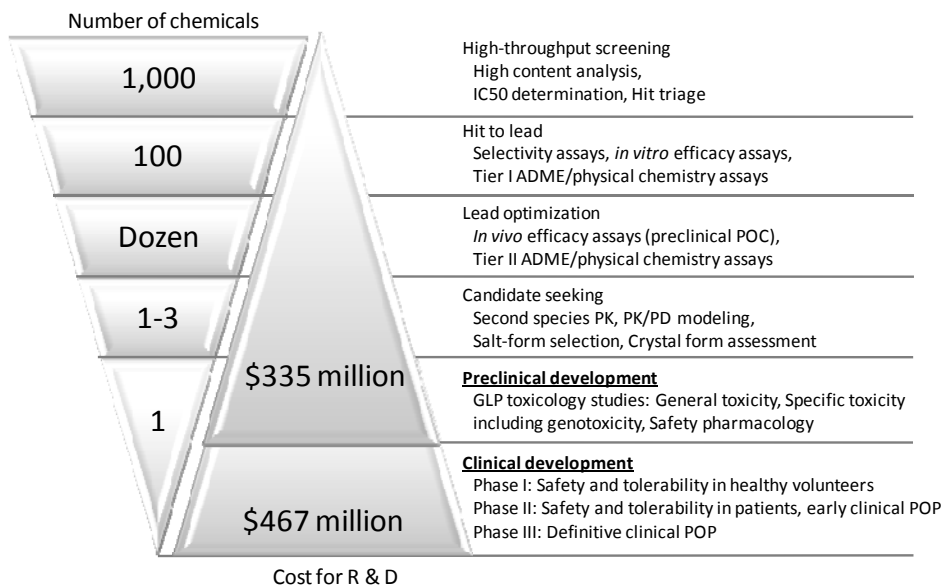 Number of chemicals
1,000
High-throughput screening
High content analysis,
IC50 determination, Hit triage
100
Hit to lead
Selectivity assays, in vitro efficacy assays,
Tier I ADME/physical chemistry assays
Dozen
Lead optimization
In vivo efficacy assays (preclinical POC),
Tier II ADME/physical chemistry assays
1-3
Candidate seeking
Second species PK, PK/PD modeling,
Salt-form selection, Crystal form assessment
1
$335 million
Preclinical development
GLP toxicology studies: General toxicity, Specific toxicity
including genotoxicity, Safety pharmacology
$467 million
Clinical development
Phase I: Safety and tolerability in healthy volunteers
Phase II: Safety and tolerability in patients, early clinical POP
Phase III: Definitive clinical POP
Cost for R & D